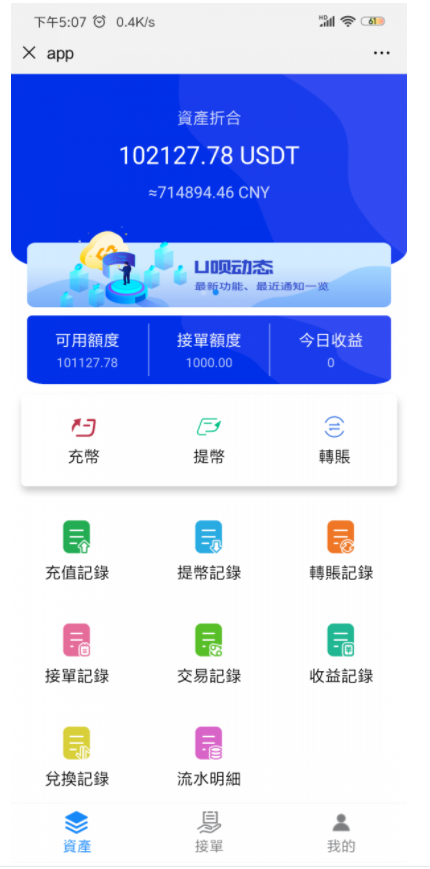 下午5:07 0.4K/s HD 61
app
資產折合
102127.78 USDT
≈714894.46 CNY
U呗动态
最新功能、最近通知一览
可用額度 接單額度 今日收益
101127.78 1000.00 0
充幣 提幣 轉賬
充值記錄 提幣記錄 轉賬記錄
接單記錄 交易記錄 收益記錄
兌換記錄 流水明細
資產 接單 我的